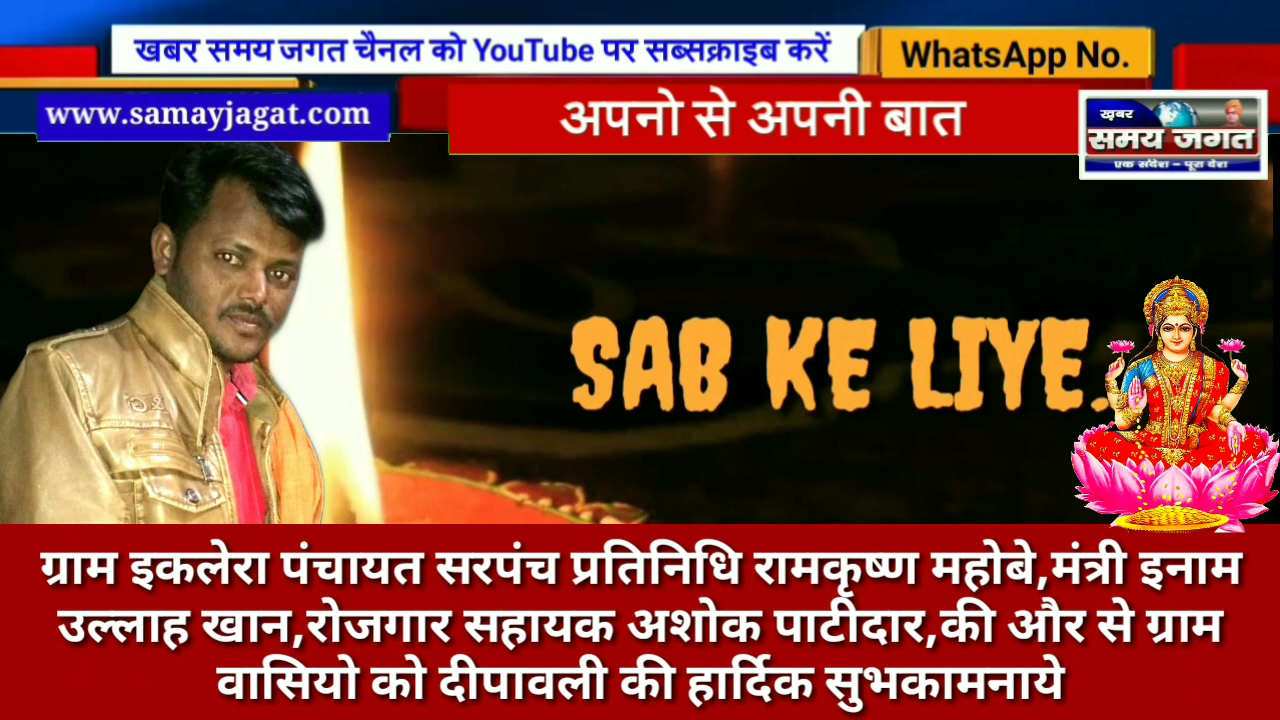 खबर समय जगत चैनल को YouTube पर सब्सक्राइब करें
WhatsApp No.
www.samayjagat.com
अपनो से अपनी बात
ख़बर
समय जगत
एक संदेश – पूरा देश
SAB KE LIYE.
ग्राम इकलेरा पंचायत सरपंच प्रतिनिधि रामकृष्ण महोबे,मंत्री इनाम
उल्लाह खान,रोजगार सहायक अशोक पाटीदार,की और से ग्राम
वासियो को दीपावली की हार्दिक सुभकामनाये